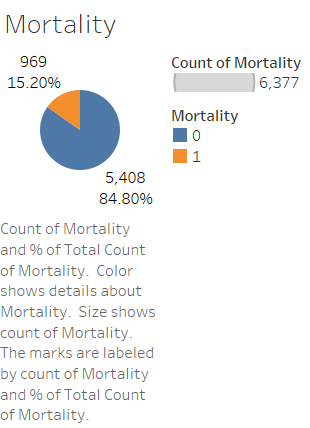 Mortality
969
15.20%
5,408
84.80%
Count of Mortality
6,377
Mortality
0
1
Count of Mortality
and % of Total Count
of Mortality.  Color
shows details about
Mortality.  Size shows
count of Mortality.
The marks are labeled
by count of Mortality
and % of Total Count
of Mortality.